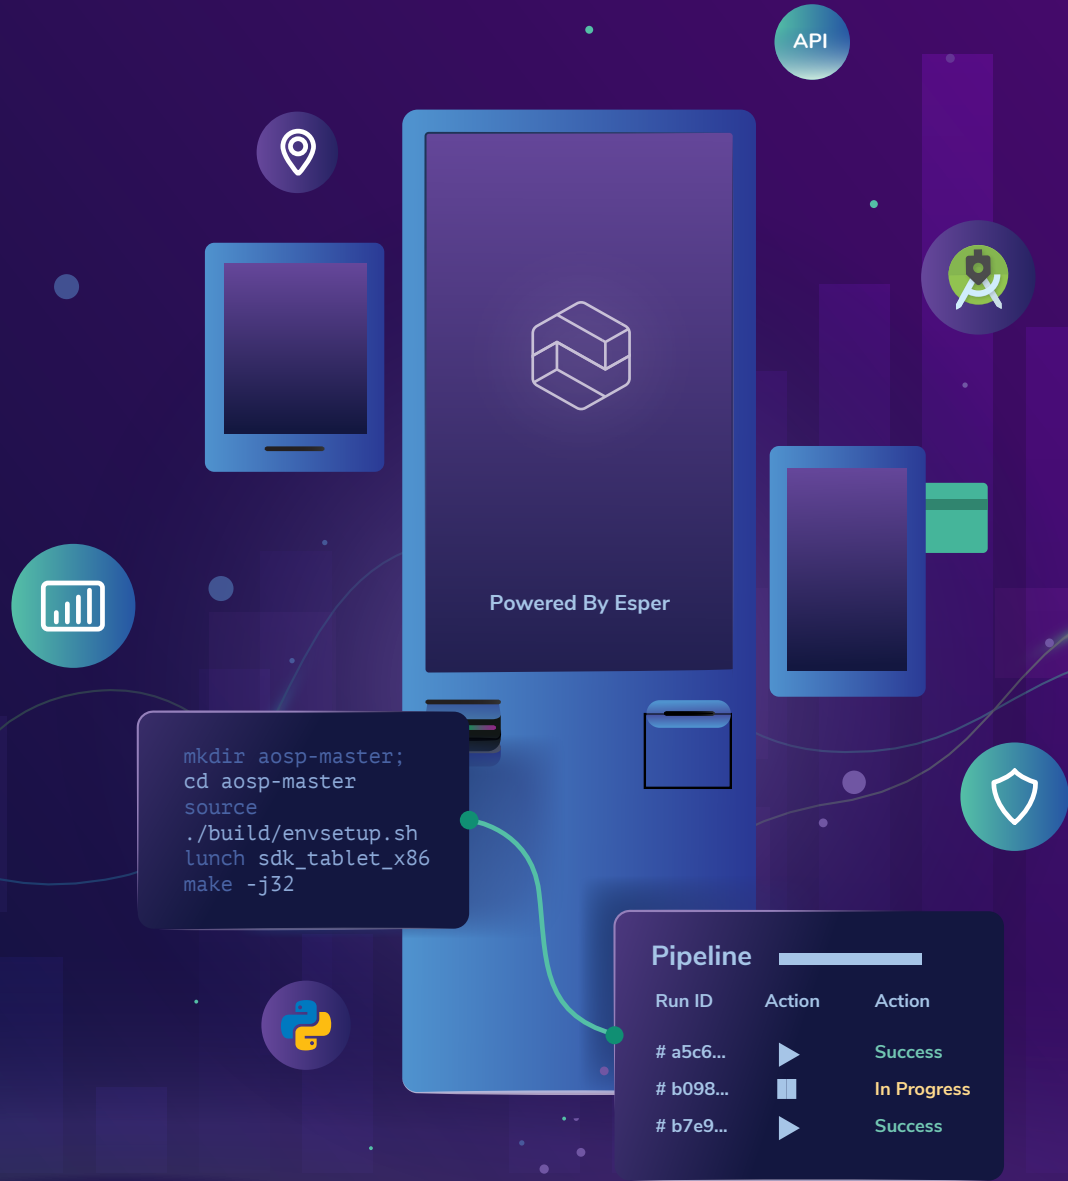 API
Powered By Esper
mkdir aosp-master;
cd aosp-master
source
./build/envsetup.sh
lunch sdk_tablet_x86
make -j32
Pipeline
Run ID Action Action
# a5c6... Success
# b098... In Progress
# b7e9... Success